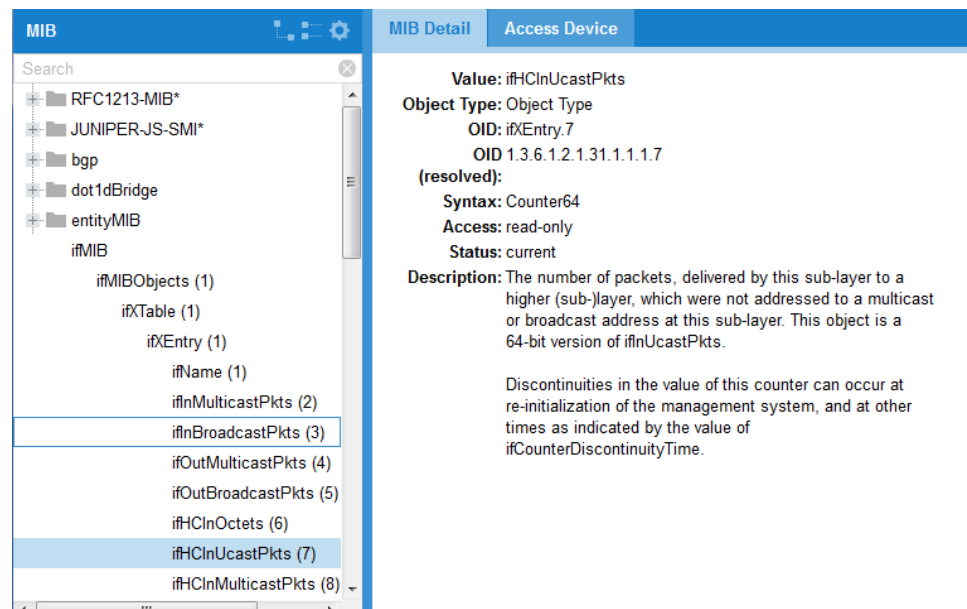 MIB
Search
RFC1213-MIB*
JUNIPER-JS-SMI*
bgp
dot1dBridge
entityMIB
ifMIB
ifMIBObjects (1)
ifXTable (1)
ifXEntry (1)
ifName (1)
ifInMulticastPkts (2)
ifInBroadcastPkts (3)
ifOutMulticastPkts (4)
ifOutBroadcastPkts (5)
ifHCInOctets (6)
ifHCInUcastPkts (7)
ifHCInMulticastPkts (8)
MIB Detail
Access Device
Value: ifHCInUcastPkts
Object Type: Object Type
OID: ifXEntry.7
OID 1.3.6.1.2.1.31.1.1.1.7
(resolved):
Syntax: Counter64
Access: read-only
Status: current
Description: The number of packets, delivered by this sub-layer to a
higher (sub-)layer, which were not addressed to a multicast
or broadcast address at this sub-layer. This object is a
64-bit version of ifInUcastPkts.
Discontinuities in the value of this counter can occur at
re-initialization of the management system, and at other
times as indicated by the value of
ifCounterDiscontinuityTime.